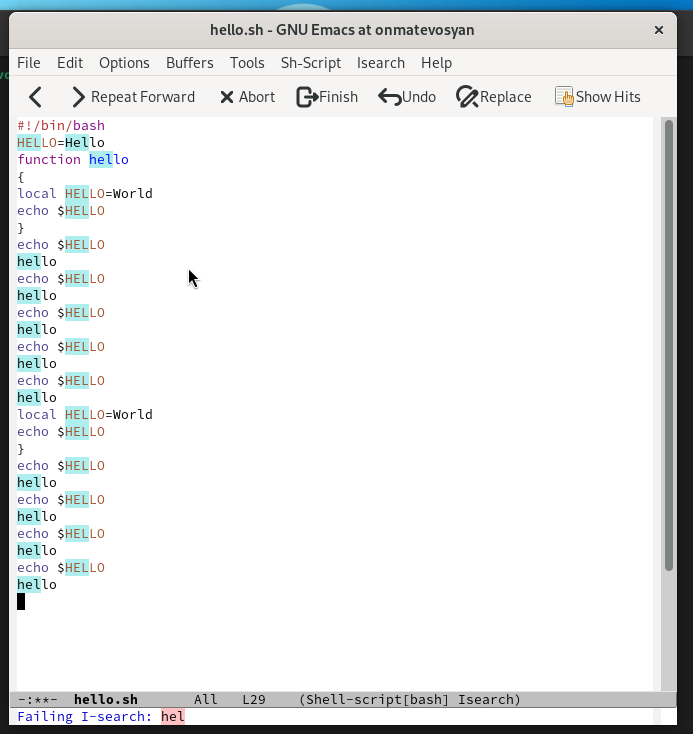 hello.sh - GNU Emacs at onmatevosyan ×
File Edit Options Buffers Tools Sh-Script Isearch Help
Repeat Forward Abort Finish Undo Replace Show Hits
#!/bin/bash
HELLO=Hello
function hello
{
local HELLO=World
echo $HELLO
}
echo $HELLO
hello
echo $HELLO
hello
echo $HELLO
hello
echo $HELLO
hello
echo $HELLO
hello
local HELLO=World
echo $HELLO
}
echo $HELLO
hello
echo $HELLO
hello
echo $HELLO
hello
echo $HELLO
hello
-:**- hello.sh All L29 (Shell-script[bash] Isearch)
Failing I-search: hel